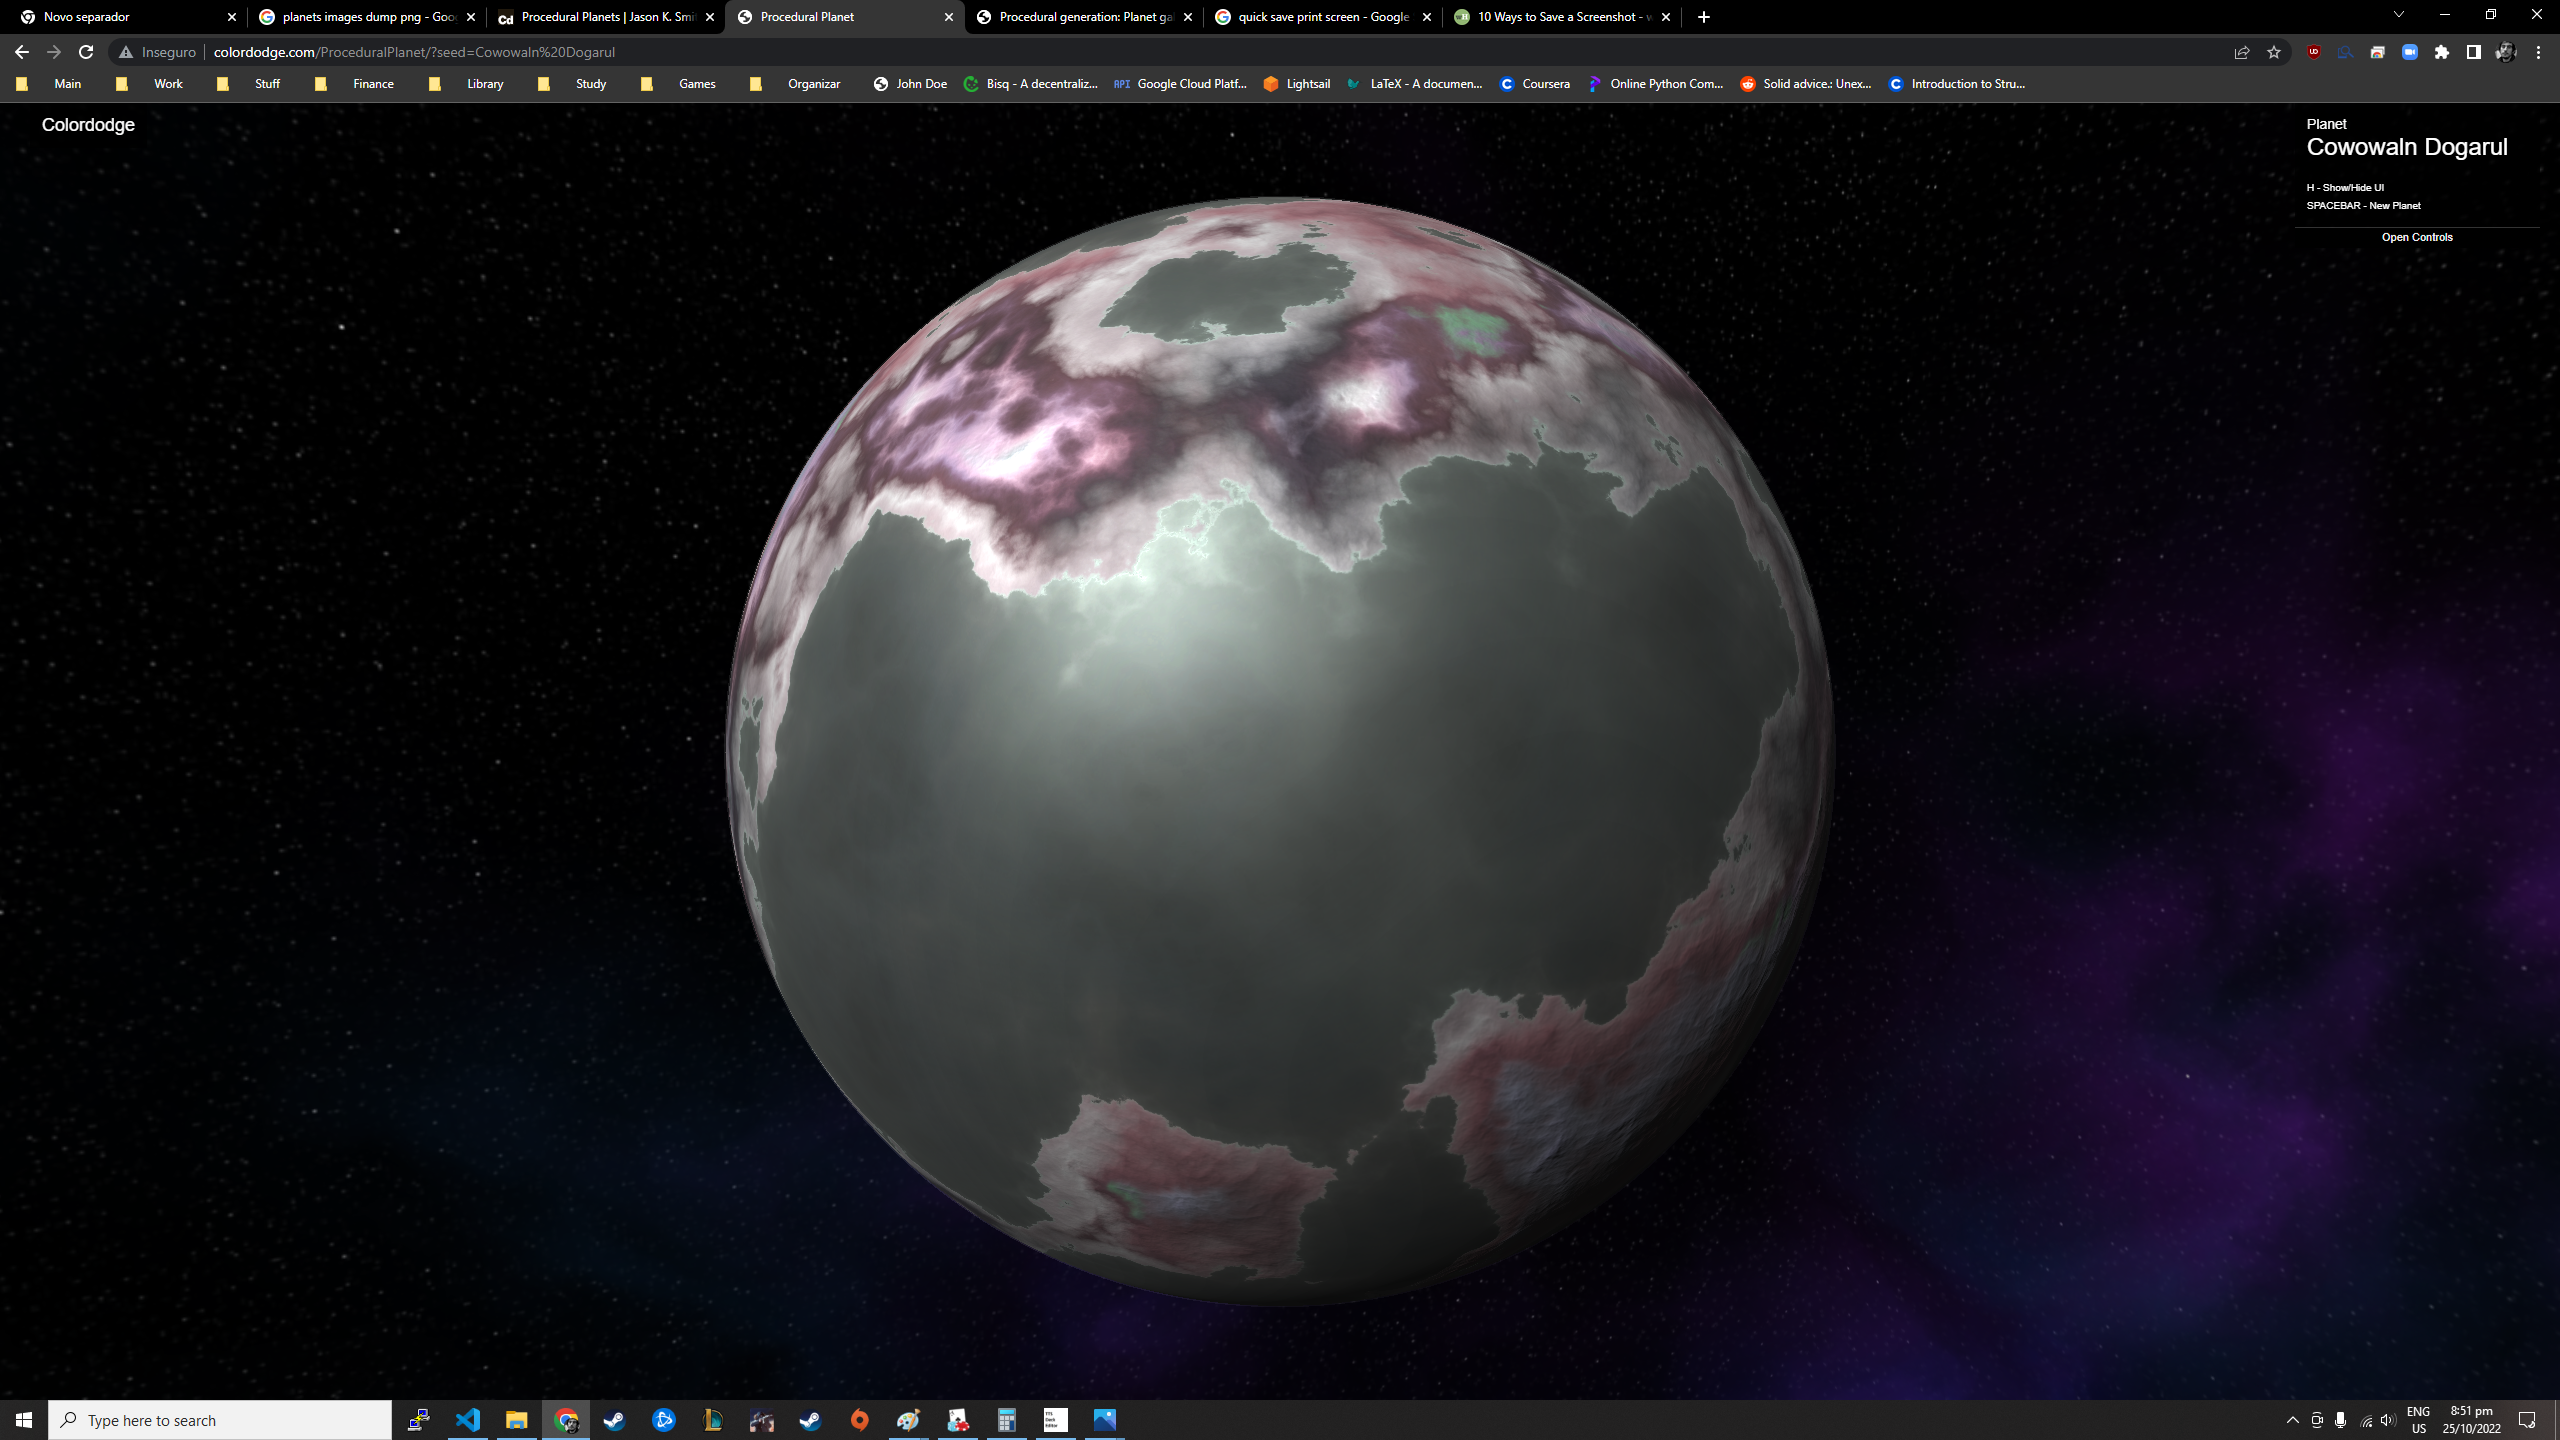 Novo separador
planets images dump png - Goo
Procedural Planets | Jason K. Smi
Procedural Planet
Procedural generation: Planet ga
quick save print screen - Google
10 Ways to Save a Screenshot - w
Inseguro
colordodge.com/ProceduralPlanet/?seed=Cowowaln%20Dogarul
Main
Work
Stuff
Finance
Library
Study
Games
Organizar
John Doe
Bisq - A decentraliz...
API
Google Cloud Platf...
Lightsail
LaTeX - A documen...
Coursera
Online Python Com...
Solid advice.: Unex...
Introduction to Stru...
Colordodge
Planet
Cowowaln Dogarul
H - Show/Hide UI
SPACEBAR - New Planet
Open Controls
Type here to search
TTS
Deck
Editor
ENG
US
8:51 pm
25/10/2022